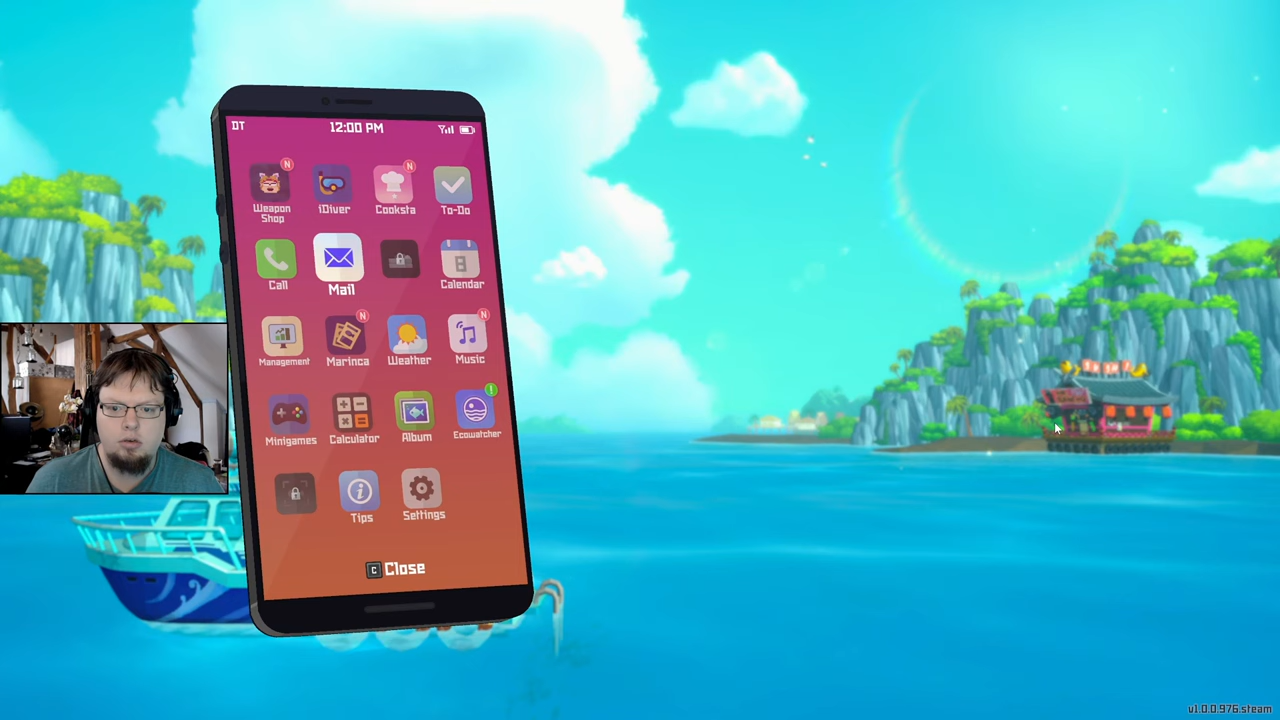 DT 12:00 PM
N N
Weapon Shop iDiver Cooksta To-Do
Call Mail Calendar
N N
Management Marinca Weather Music
!
Minigames Calculator Album Ecowatcher
Tips Settings
C Close
v1.0.0.976.steam